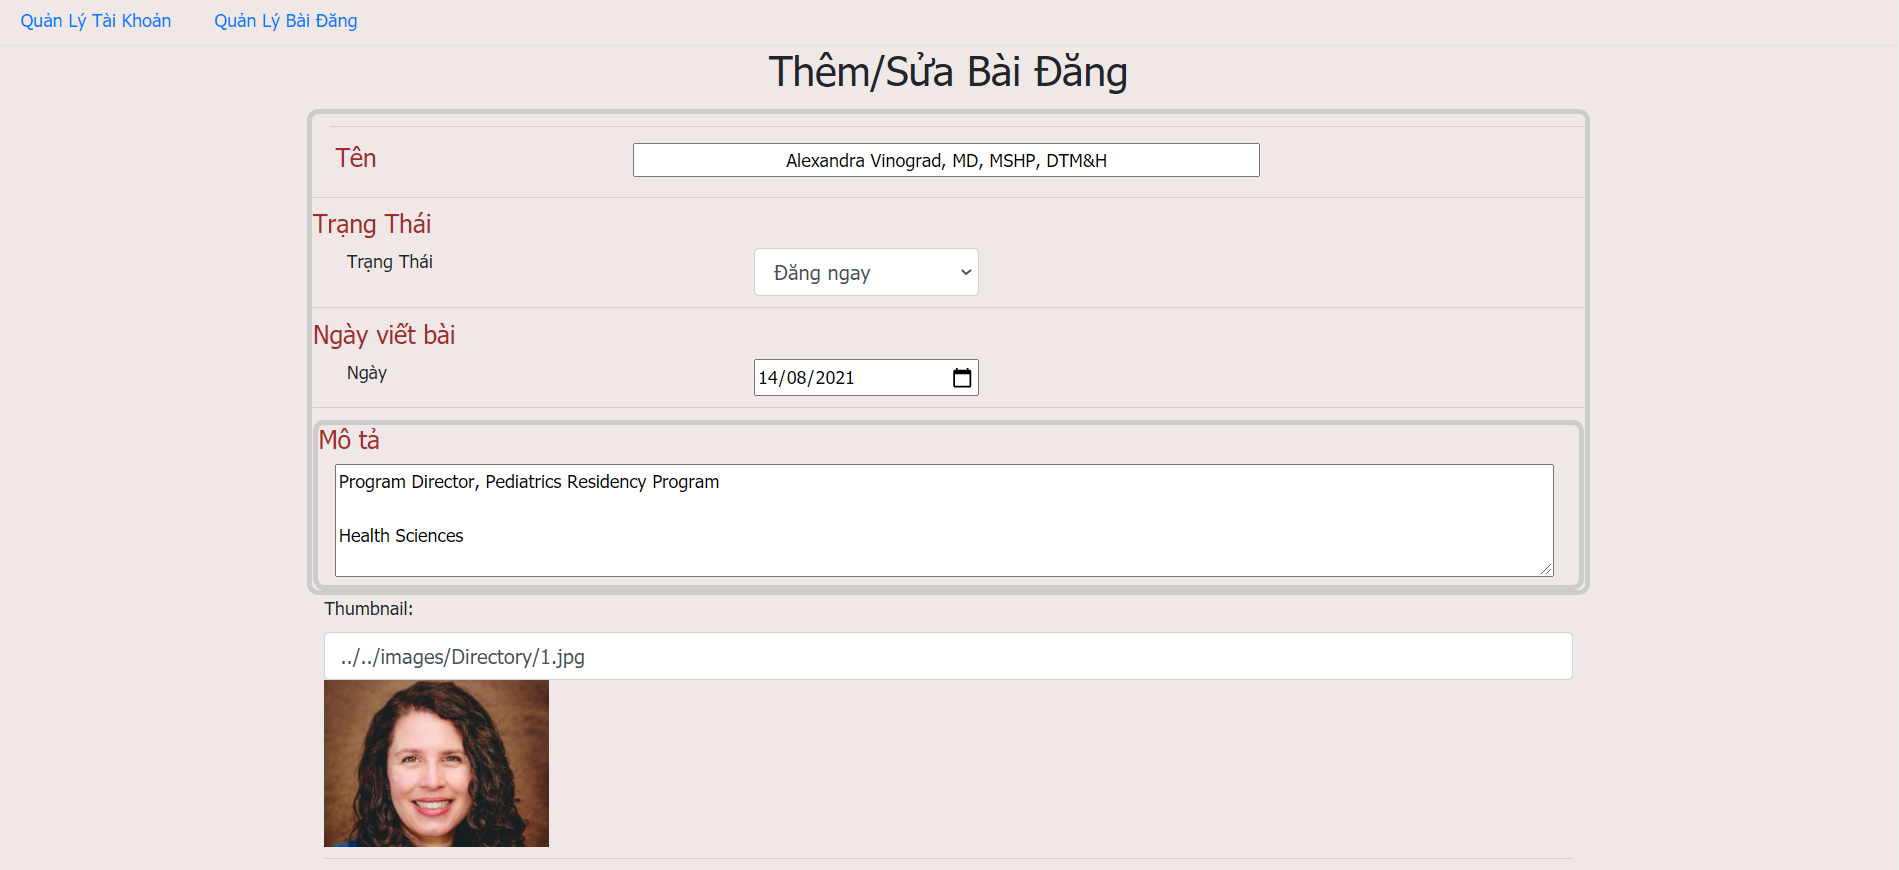 Quản Lý Tài Khoản Quản Lý Bài Đăng
Thêm/Sửa Bài Đăng
Tên Alexandra Vinograd, MD, MSHP, DTM&H
Trạng Thái
Trạng Thái Đăng ngay
Ngày viết bài
Ngày 14/08/2021
Mô tả
Program Director, Pediatrics Residency Program
Health Sciences
Thumbnail:
../../images/Directory/1.jpg